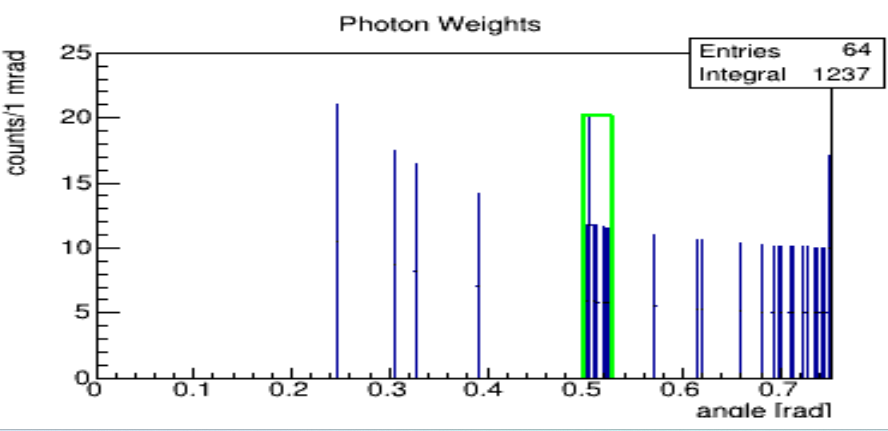 Photon Weights
counts/1 mrad
Entries 64
Integral 1237
25
20
15
10
5
0
0 0.1 0.2 0.3 0.4 0.5 0.6 0.7
angle [rad]